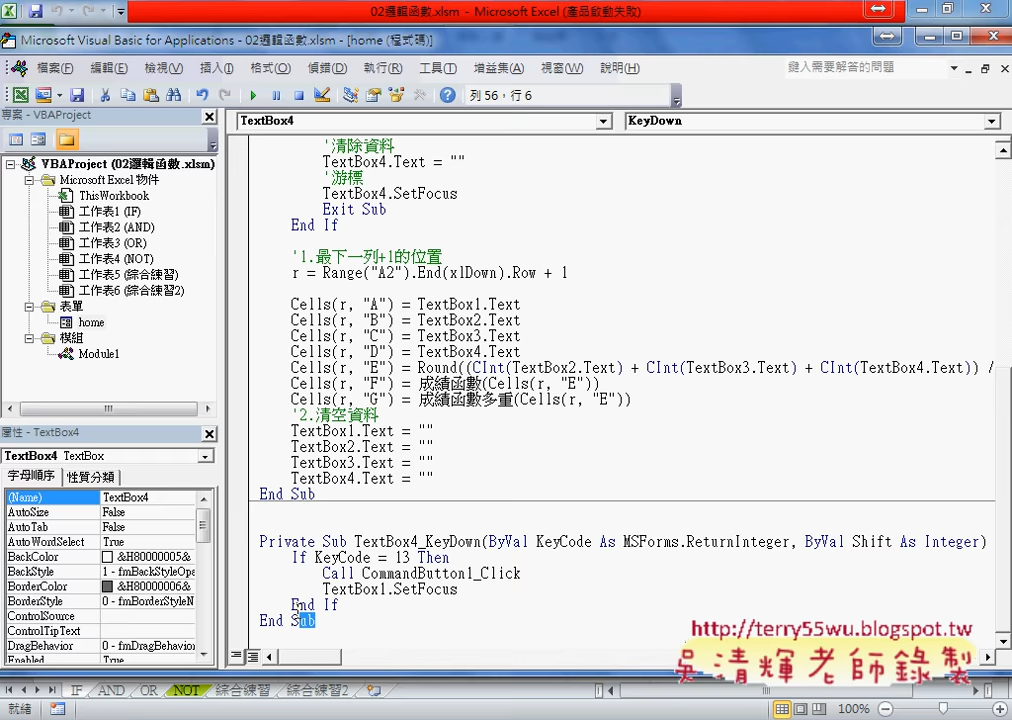 02邏輯函數.xlsm - Microsoft Excel (產品啟動失敗)
Microsoft Visual Basic for Applications - 02邏輯函數.xlsm - [home (程式碼)]
檔案(F) 編輯(E) 檢視(V) 插入(I) 格式(O) 偵錯(D) 執行(R) 工具(T) 增益集(A) 視窗(W) 說明(H) 鍵入需要解答的問題
列 56，行 6
專案 - VBAProject
TextBox4 KeyDown
VBAProject (02邏輯函數.xlsm)
Microsoft Excel 物件
ThisWorkbook
工作表1 (IF)
工作表2 (AND)
工作表3 (OR)
工作表4 (NOT)
工作表5 (綜合練習)
工作表6 (綜合練習2)
表單
home
模組
Module1
屬性 - TextBox4
TextBox4 TextBox
字母順序 性質分類
(Name) TextBox4
AutoSize False
AutoTab False
AutoWordSelect True
BackColor &H80000005&
BackStyle 1 - fmBackStyleOpa
BorderColor &H80000006&
BorderStyle 0 - fmBorderStyleN
ControlSource
ControlTipText
DragBehavior 0 - fmDragBehavior
Enabled True
'清除資料
TextBox4.Text = ""
'游標
TextBox4.SetFocus
Exit Sub
End If
'1.最下一列+1的位置
r = Range("A2").End(xlDown).Row + 1
Cells(r, "A") = TextBox1.Text
Cells(r, "B") = TextBox2.Text
Cells(r, "C") = TextBox3.Text
Cells(r, "D") = TextBox4.Text
Cells(r, "E") = Round((CInt(TextBox2.Text) + CInt(TextBox3.Text) + CInt(TextBox4.Text)) /
Cells(r, "F") = 成績函數(Cells(r, "E"))
Cells(r, "G") = 成績函數多重(Cells(r, "E"))
'2.清空資料
TextBox1.Text = ""
TextBox2.Text = ""
TextBox3.Text = ""
TextBox4.Text = ""
End Sub
Private Sub TextBox4_KeyDown(ByVal KeyCode As MSForms.ReturnInteger, ByVal Shift As Integer)
If KeyCode = 13 Then
Call CommandButton1_Click
TextBox1.SetFocus
End If
End Sub
http://terry55wu.blogspot.tw
吳清輝老師錄製
IF AND OR NOT 綜合練習 綜合練習2
就緒 100%